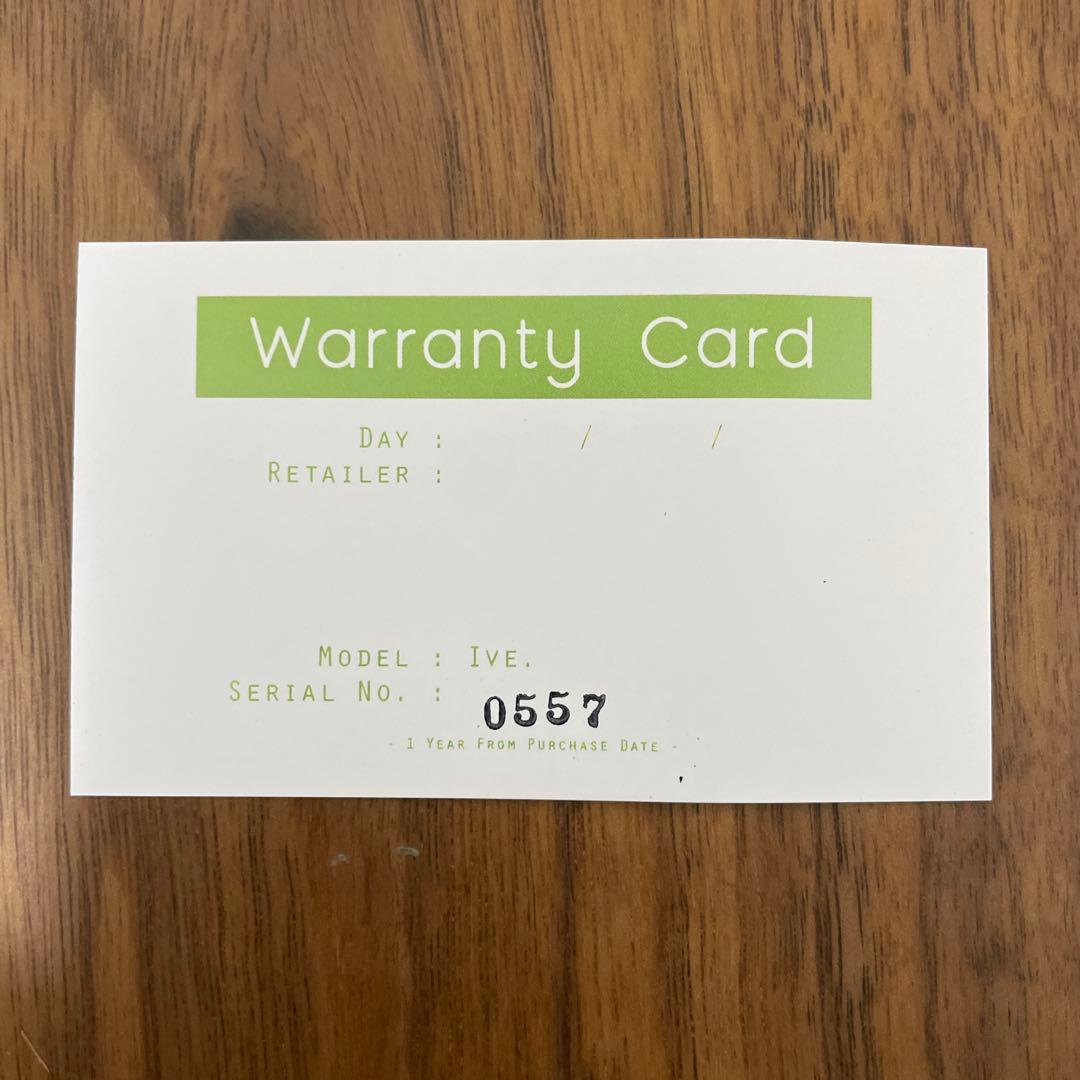 Warranty Card
DAY : / /
RETAILER :
MODEL : IVE.
SERIAL NO. : 0557
- 1 YEAR FROM PURCHASE DATE -